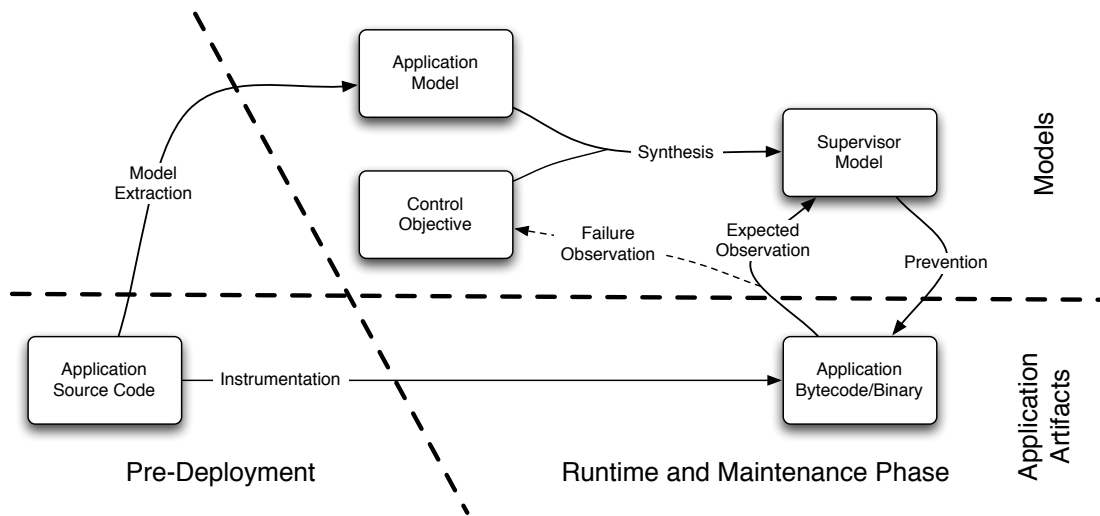 Application
Model
Model
Extraction
Synthesis
Supervisor
Model
Control
Objective
Failure
Observation
Expected
Observation
Prevention
Models
Application
Source Code
Instrumentation
Application
Bytecode/Binary
Application
Artifacts
Pre-Deployment
Runtime and Maintenance Phase